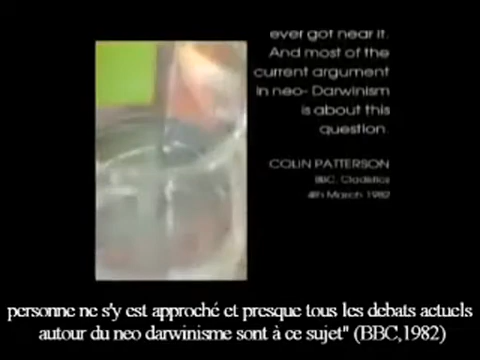 ever got near it.
And most of the
current argument
in neo- Darwinism
is about this
question.
COLIN PATTERSON
BBC, Cladistics
4th March 1982
personne ne s'y est approché et presque tous les debats actuels
autour du neo darwinisme sont à ce sujet" (BBC,1982)